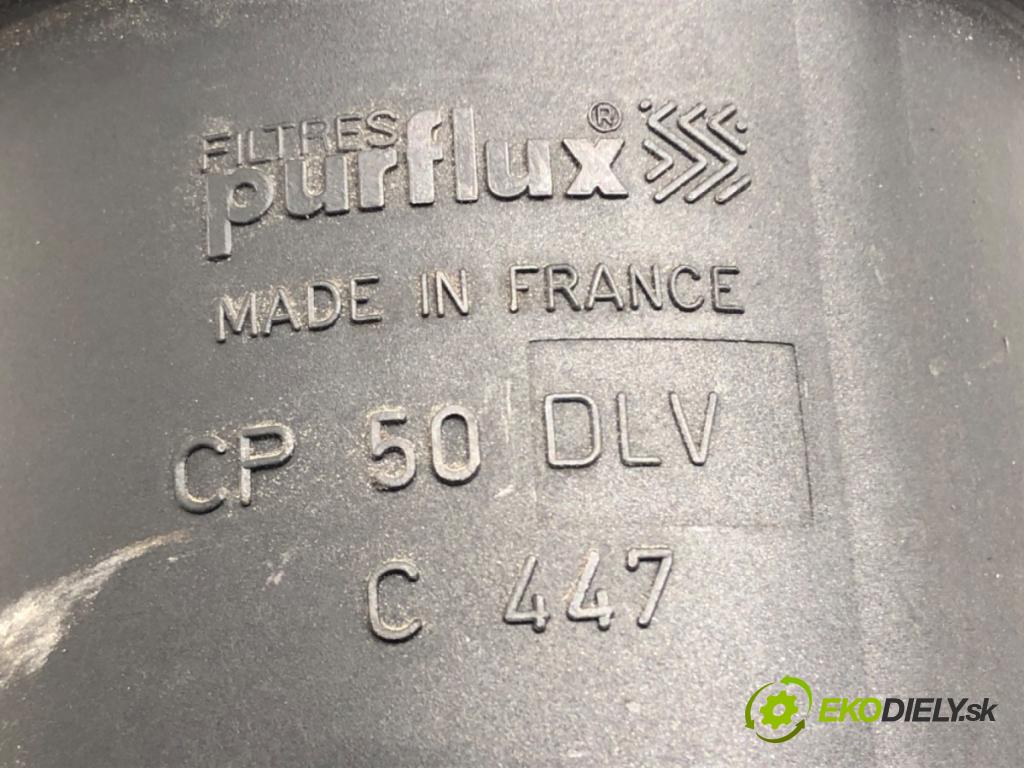 FILTRES
purflux®
MADE IN FRANCE
CP 50 DLV
C 447
EKODIELY.sk